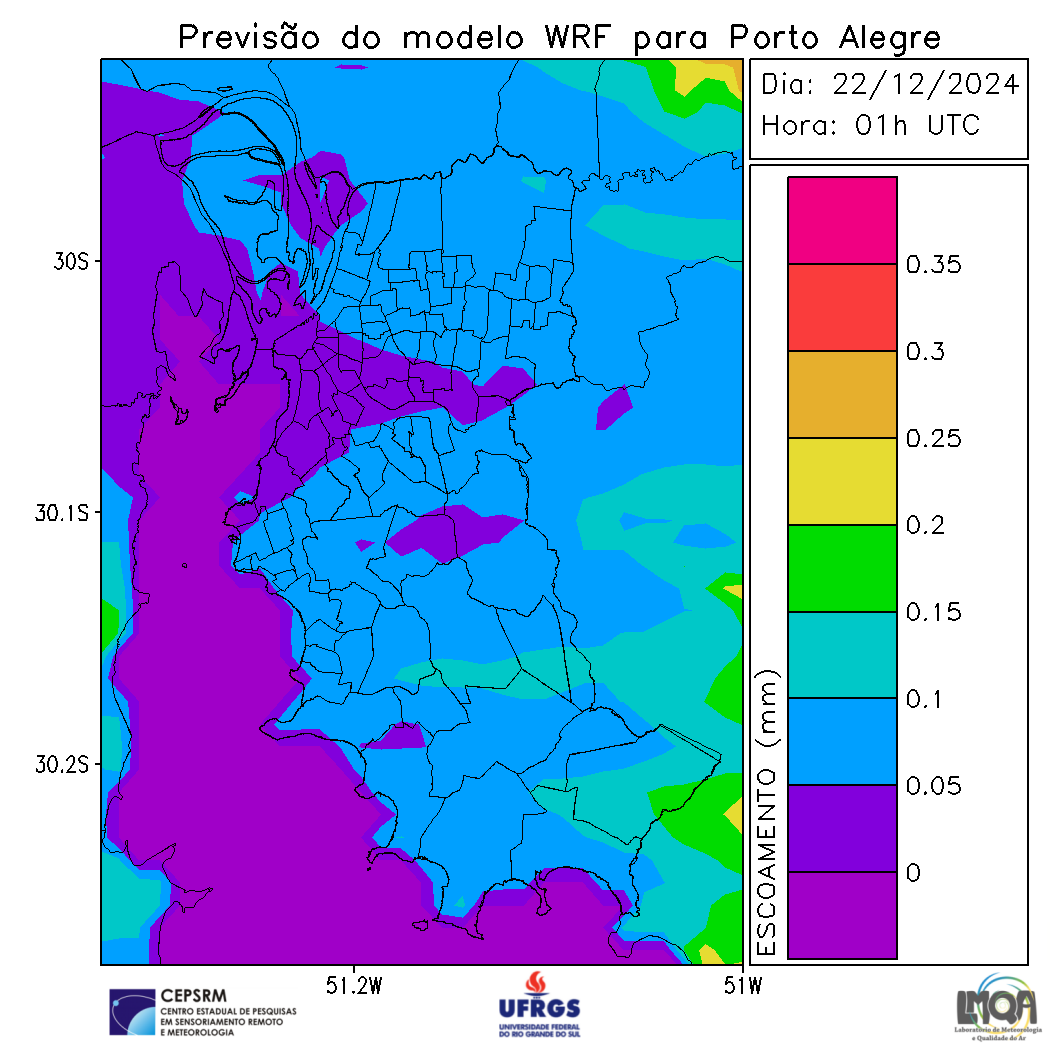 Previsão do modelo WRF para Porto Alegre
Dia: 22/12/2024
Hora: 01h UTC
30S
30.1S
30.2S
51.2W
51W
ESCOAMENTO (mm)
0.35
0.3
0.25
0.2
0.15
0.1
0.05
0
CEPSRM
CENTRO ESTADUAL DE PESQUISAS
EM SENSORIAMENTO REMOTO
E METEOROLOGIA
UFRGS
UNIVERSIDADE FEDERAL
DO RIO GRANDE DO SUL
LMQA
Laboratório de Meteorologia
e Qualidade do Ar